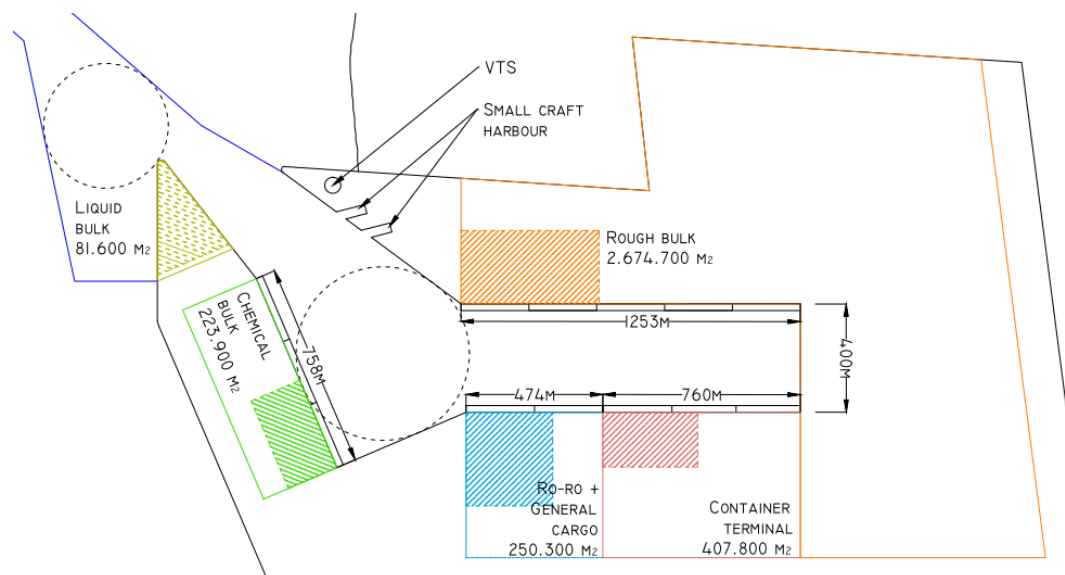 VTS
Small craft
harbour
Liquid
bulk
81.600 M2
Rough bulk
2.674.700 M2
Chemical
bulk
223.900 M2
758M
1253M
400M
474M
760M
Ro-ro +
General
cargo
250.300 M2
Container
terminal
407.800 M2